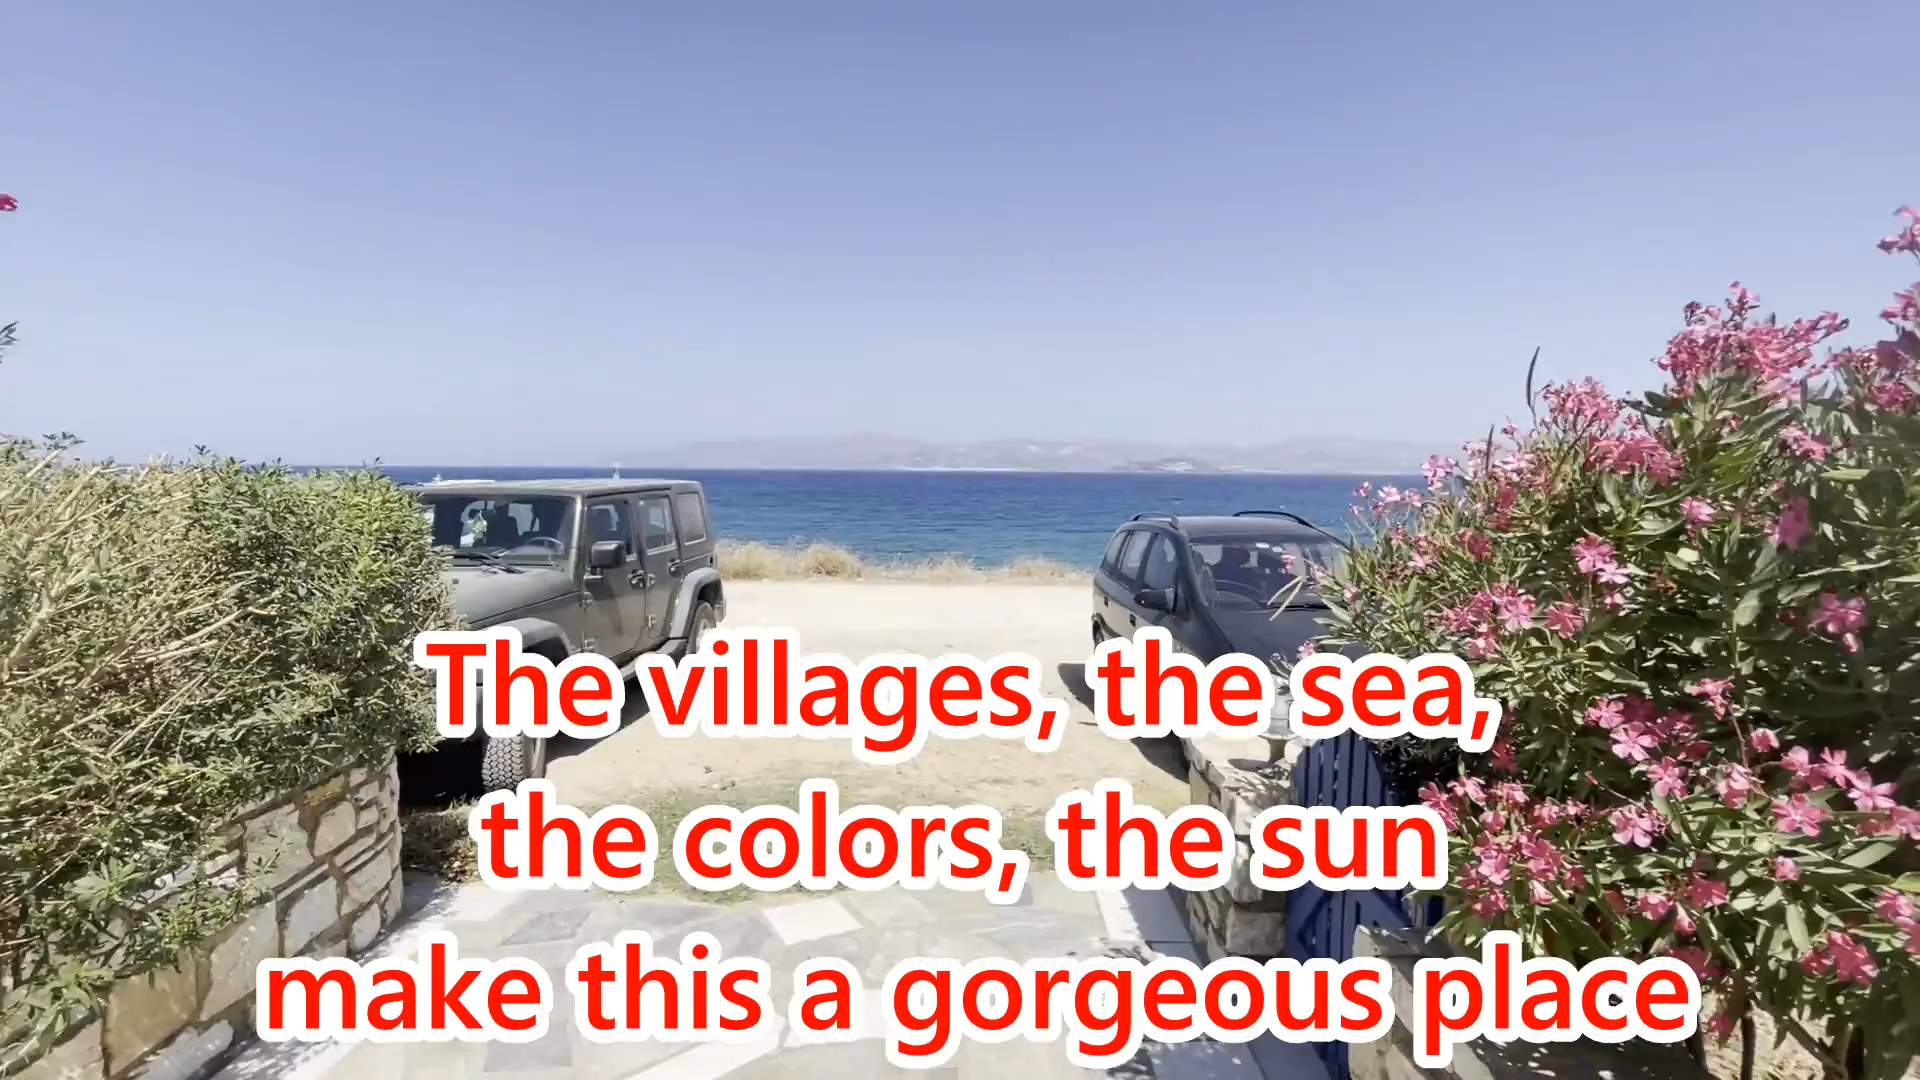 The villages, the sea,
the colors, the sun
make this a gorgeous place